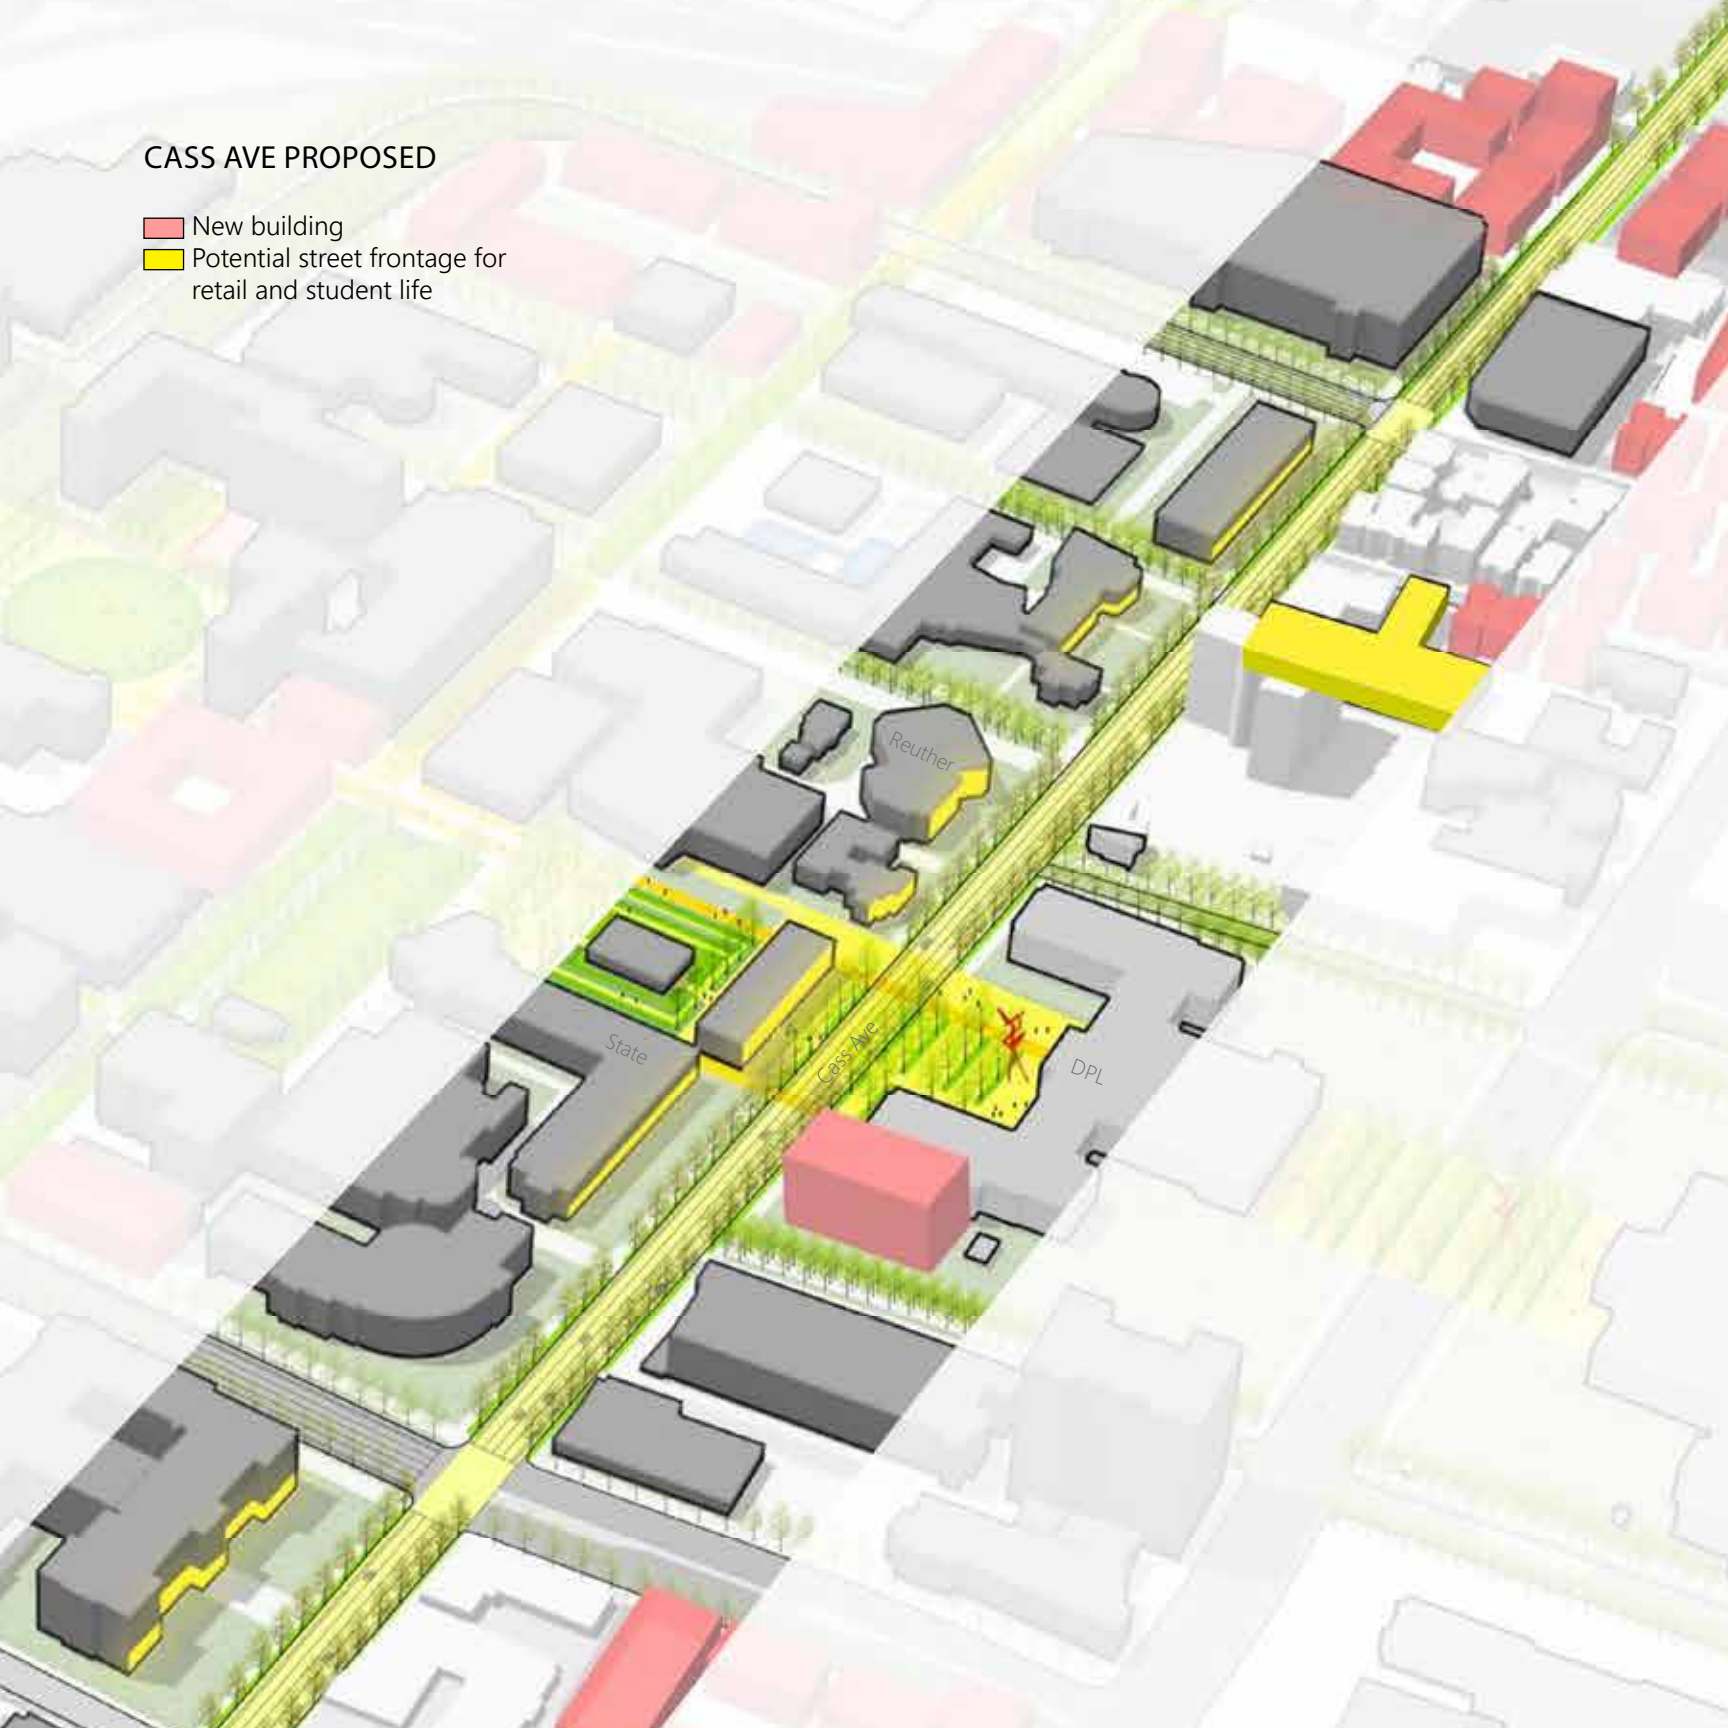 CASS AVE PROPOSED
New building
Potential street frontage for
retail and student life
Reuther
State
Cass Ave
DPL